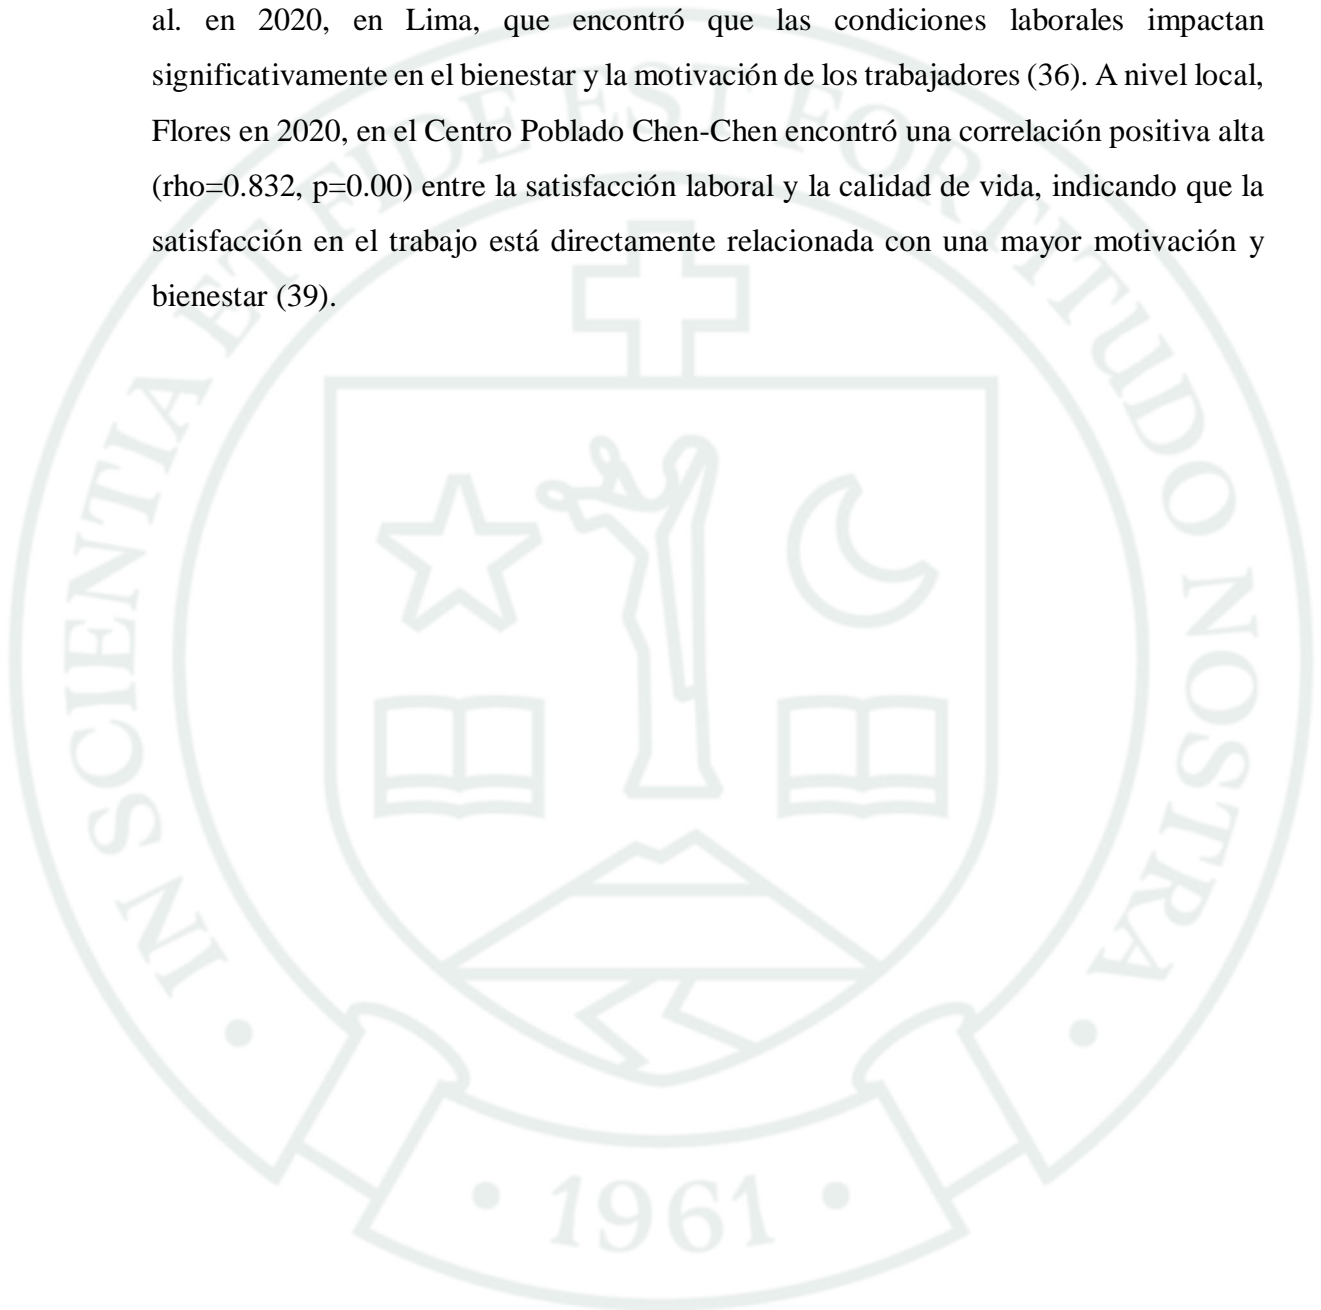 al. en 2020, en Lima, que encontró que las condiciones laborales impactan
significativamente en el bienestar y la motivación de los trabajadores (36). A nivel local,
Flores en 2020, en el Centro Poblado Chen-Chen encontró una correlación positiva alta
(rho=0.832, p=0.00) entre la satisfacción laboral y la calidad de vida, indicando que la
satisfacción en el trabajo está directamente relacionada con una mayor motivación y
bienestar (39).
IN SCIENTIA ET FIDE EST FORTITUDO NOSTRA
1961